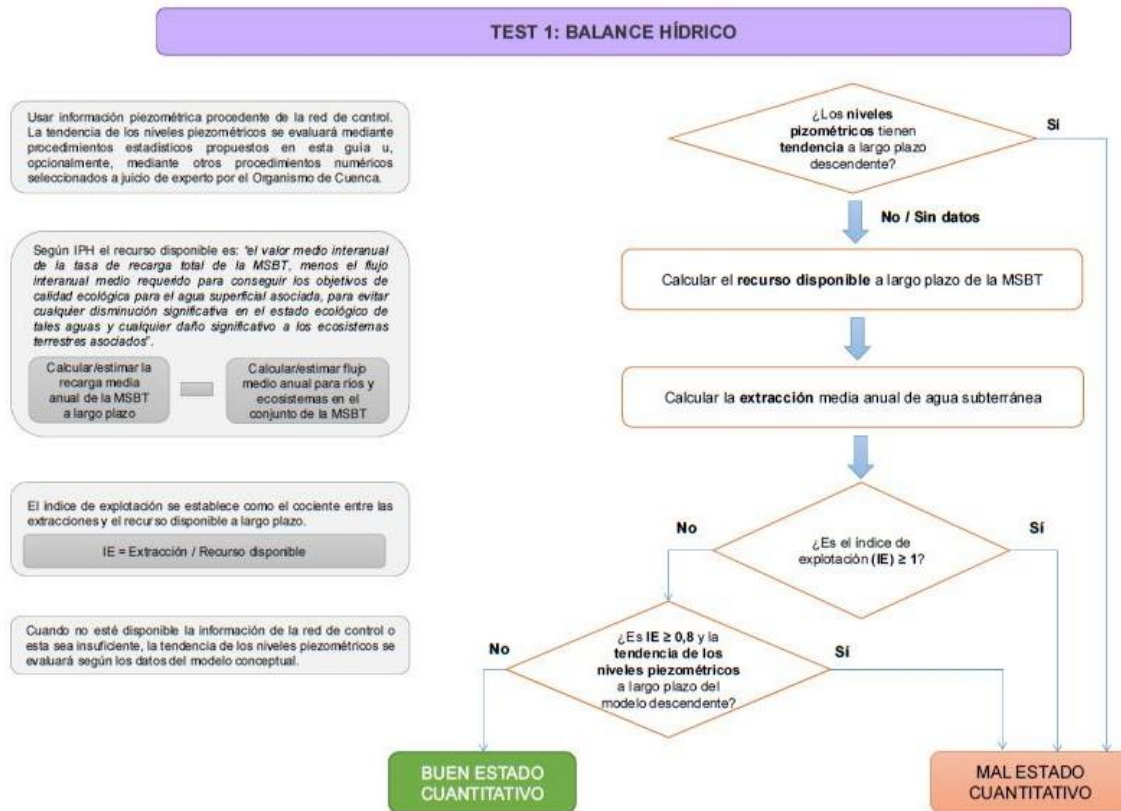 TEST 1: BALANCE HÍDRICO
Usar información piezométrica procedente de la red de control.
La tendencia de los niveles piezométricos se evaluará mediante
procedimientos estadísticos propuestos en esta guía u,
opcionalmente, mediante otros procedimientos numéricos
seleccionados a juicio de experto por el Organismo de Cuenca.
Según IPH el recurso disponible es: "el valor medio interanual
de la tasa de recarga total de la MSBT, menos el flujo
interanual medio requerido para conseguir los objetivos de
calidad ecológica para el agua superficial asociada, para evitar
cualquier disminución significativa en el estado ecológico de
tales aguas y cualquier daño significativo a los ecosistemas
terrestres asociados".
Calcular/estimar la
recarga media
anual de la MSBT
a largo plazo
Calcular/estimar flujo
medio anual para ríos y
ecosistemas en el
conjunto de la MSBT
El índice de explotación se establece como el cociente entre las
extracciones y el recurso disponible a largo plazo.
IE = Extracción / Recurso disponible
Cuando no esté disponible la información de la red de control o
esta sea insuficiente, la tendencia de los niveles piezométricos se
evaluará según los datos del modelo conceptual.
¿Los niveles
pizométricos tienen
tendencia a largo plazo
descendente?
Sí
No / Sin datos
Calcular el recurso disponible a largo plazo de la MSBT
Calcular la extracción media anual de agua subterránea
No
Sí
¿Es el índice de
explotación (IE) ≥ 1?
No
Sí
¿Es IE ≥ 0,8 y la
tendencia de los
niveles piezométricos
a largo plazo del
modelo descendente?
BUEN ESTADO
CUANTITATIVO
MAL ESTADO
CUANTITATIVO